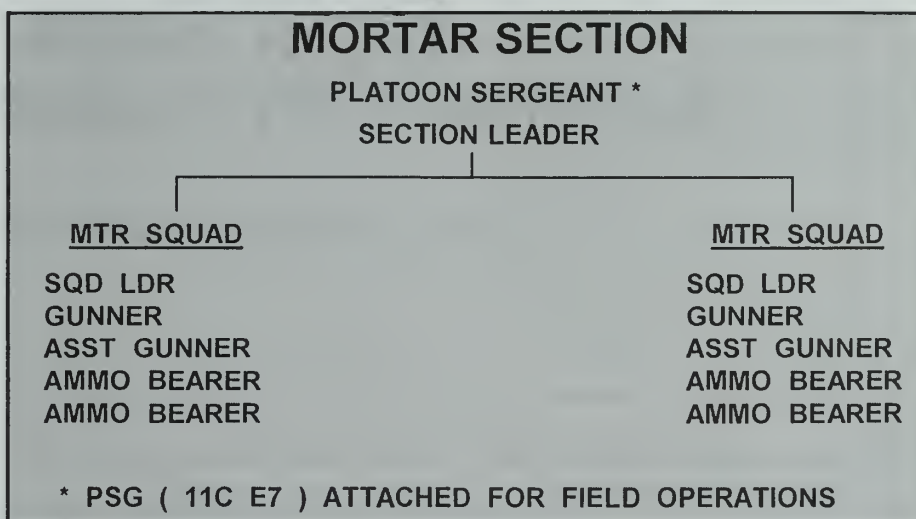 MORTAR SECTION
PLATOON SERGEANT *
SECTION LEADER
MTR SQUAD
SQD LDR
GUNNER
ASST GUNNER
AMMO BEARER
AMMO BEARER
MTR SQUAD
SQD LDR
GUNNER
ASST GUNNER
AMMO BEARER
AMMO BEARER
* PSG ( 11C E7 ) ATTACHED FOR FIELD OPERATIONS